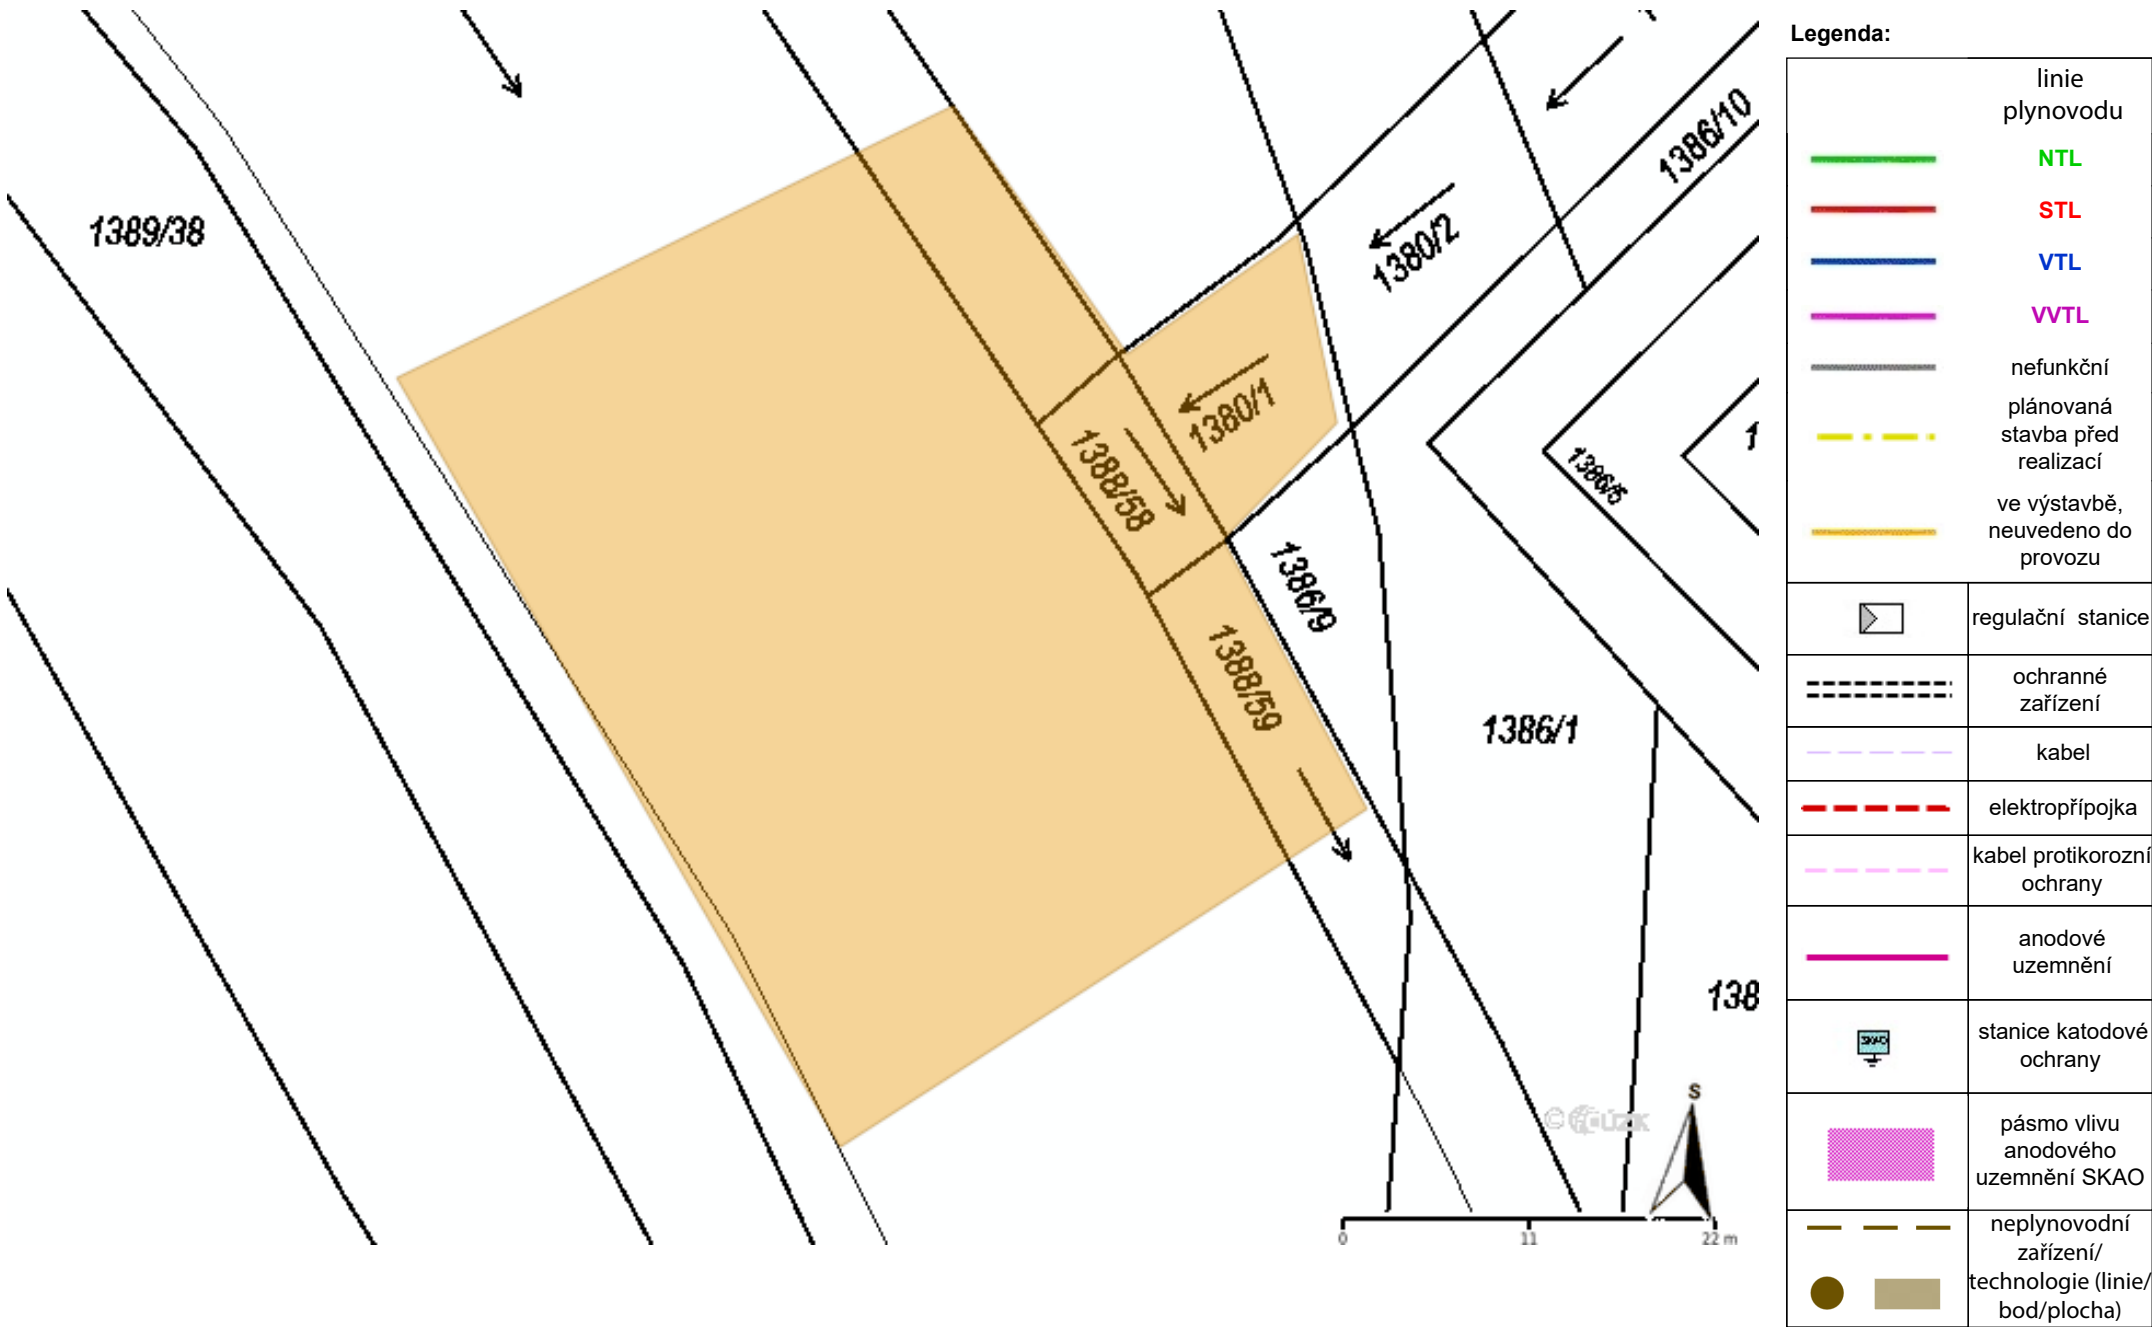 Legenda:
linie
plynovodu
NTL
STL
VTL
VVTL
nefunkční
plánovaná
stavba před
realizací
ve výstavbě,
neuvedeno do
provozu
regulační stanice
ochranné
zařízení
kabel
elektropřípojka
kabel protikorozní
ochrany
anodové
uzemnění
SKAO
stanice katodové
ochrany
pásmo vlivu
anodového
uzemnění SKAO
neplynovodní
zařízení/
technologie (linie/
bod/plocha)
1389/38
1386/10
1380/2
1380/1
1388/58
1386/5
1
1386/9
1388/59
1386/1
138
S
© ČÚZK
0
11
22 m